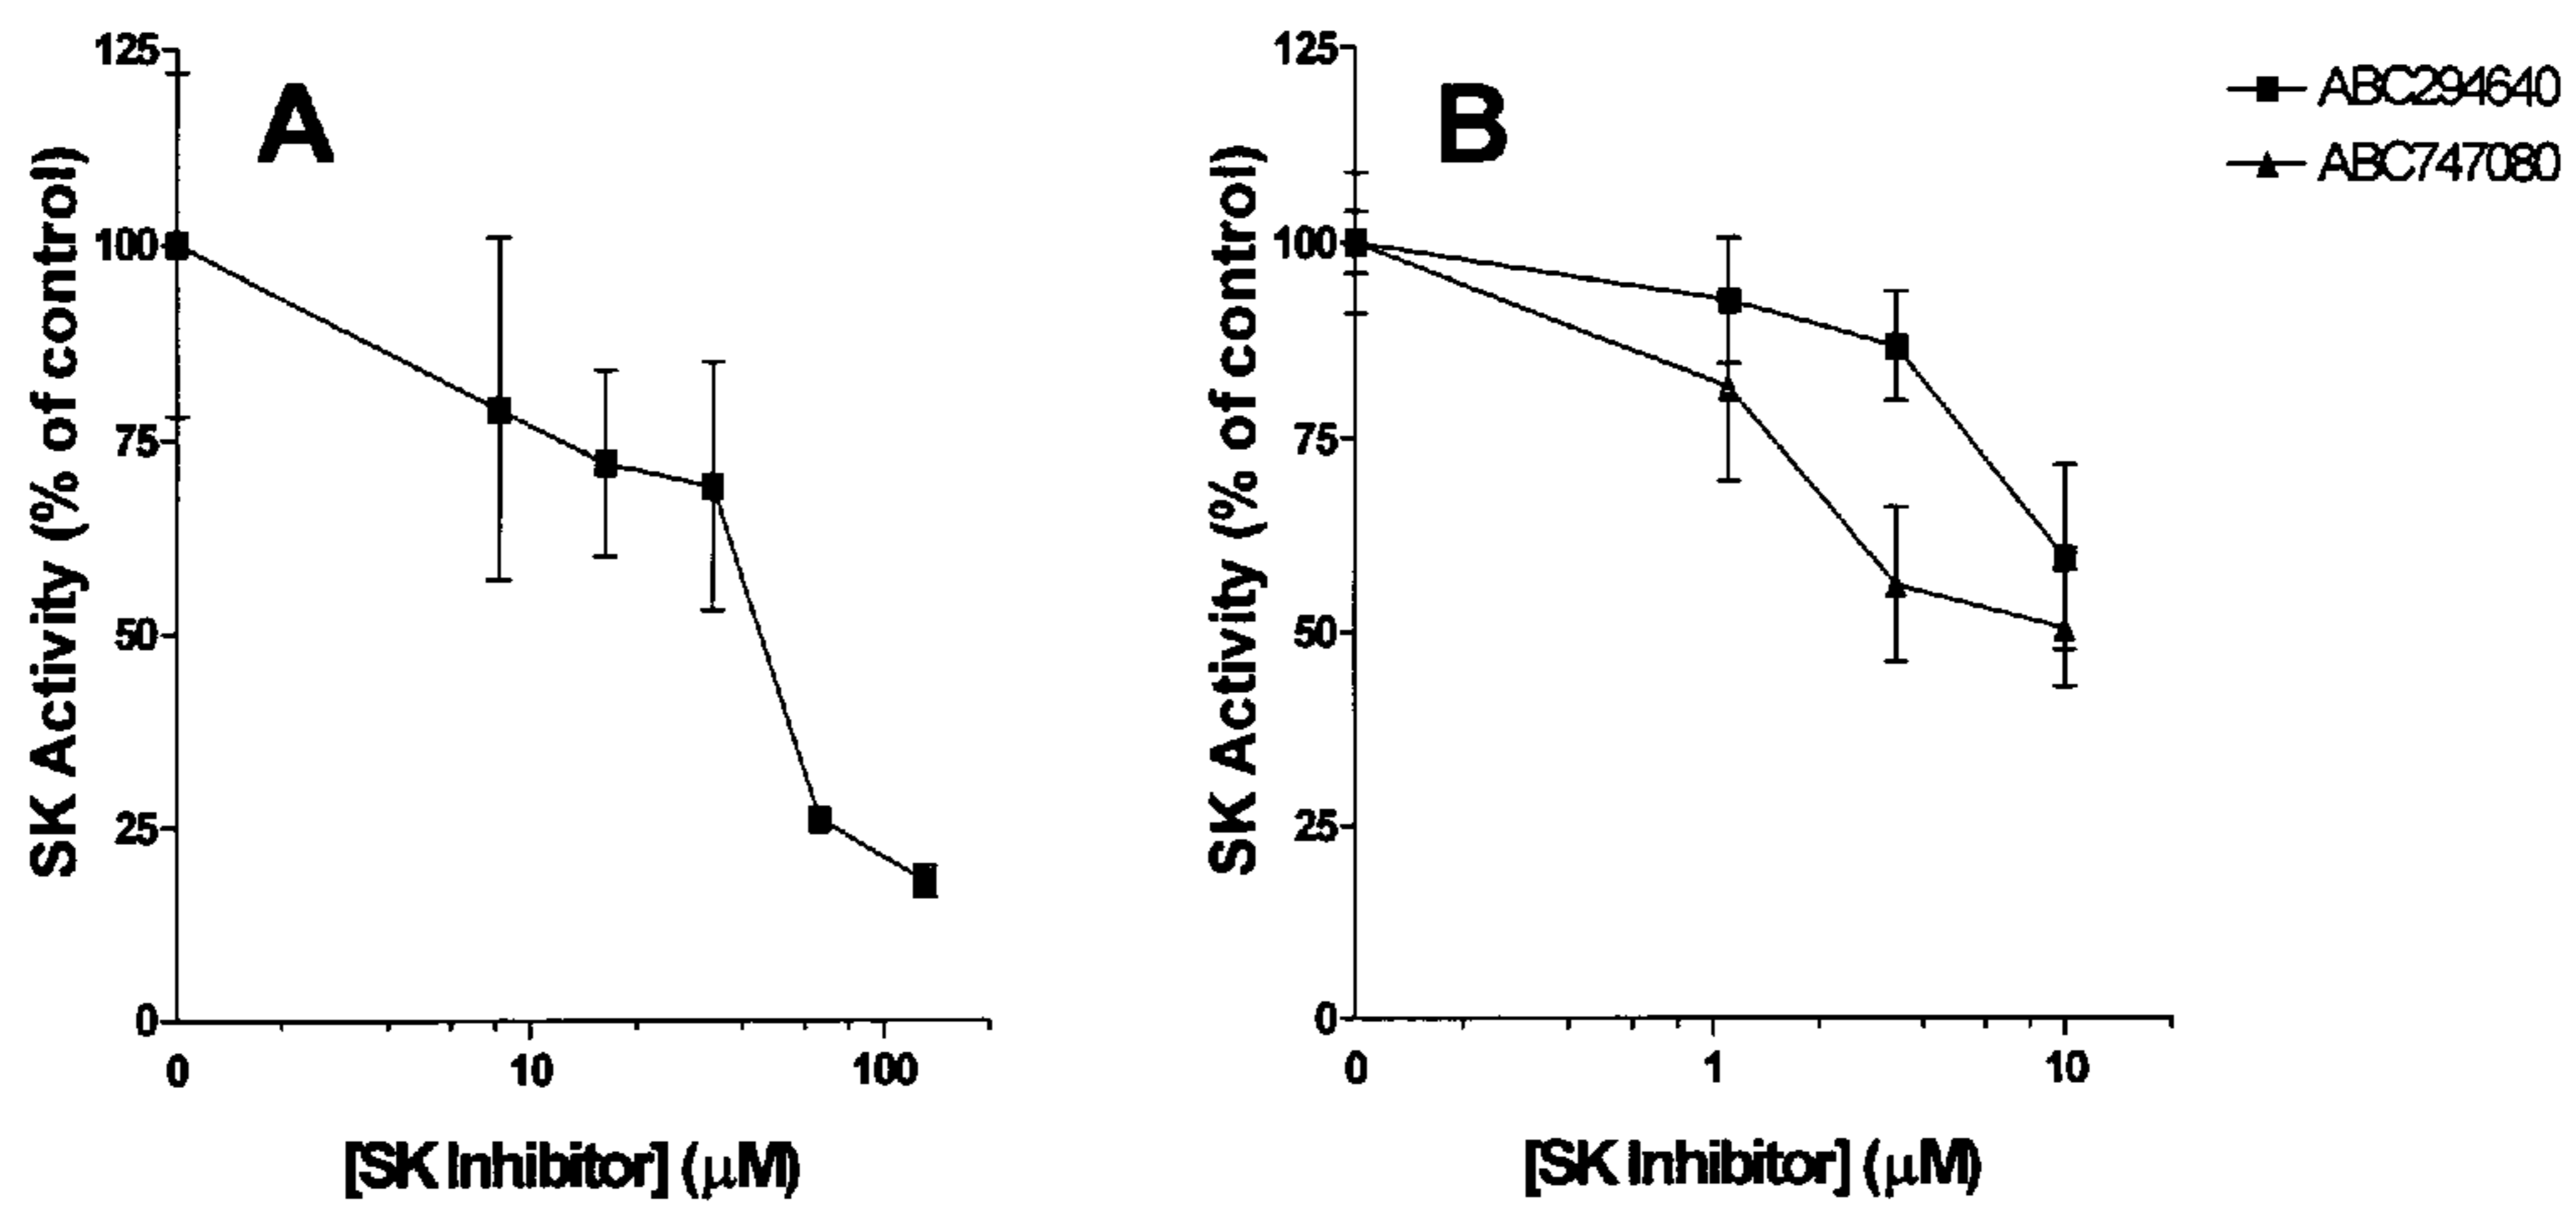 A
SK Activity (% of control)
125
100
75
50
25
0
0 10 100
[SK Inhibitor] (μM)
B
SK Activity (% of control)
125
100
75
50
25
0
0 1 10
[SK Inhibitor] (μM)
ABC294640
ABC747080